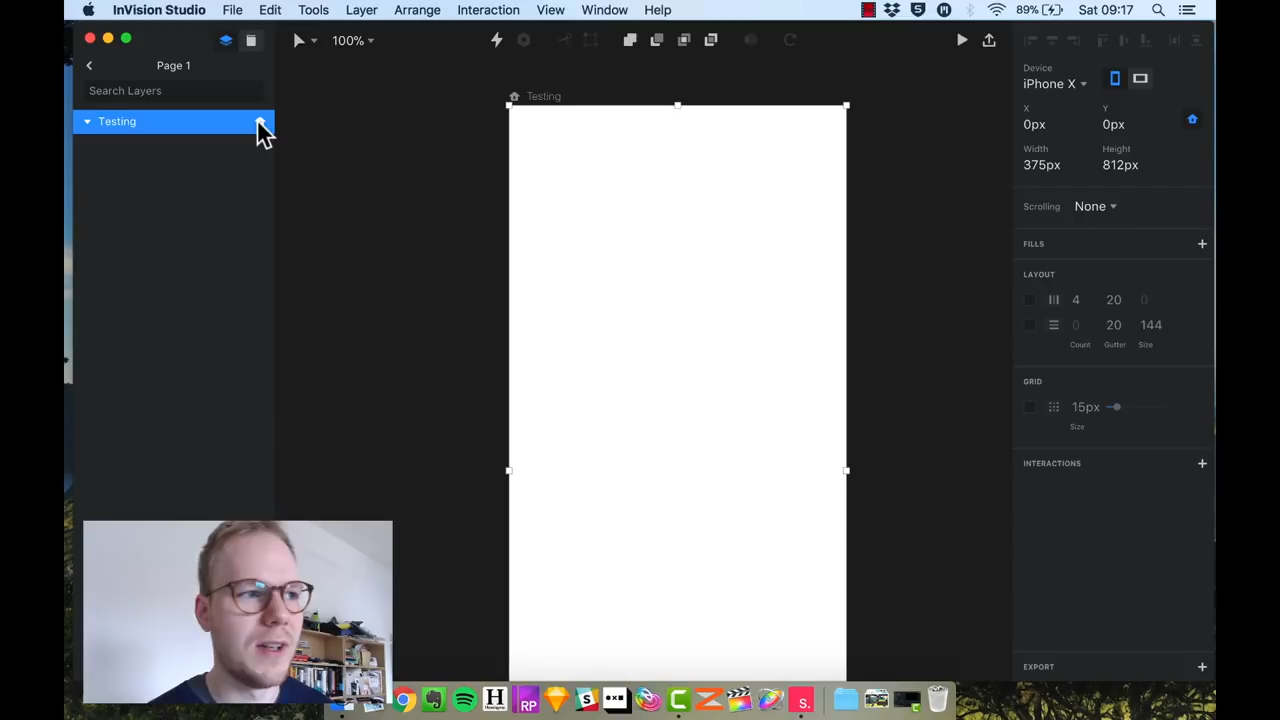 InVision Studio File Edit Tools Layer Arrange Interaction View Window Help 89% Sat 09:17
100%
Page 1
Search Layers
Testing
Testing
Device
iPhone X
X Y
0px 0px
Width Height
375px 812px
Scrolling None
FILLS
LAYOUT
4 20 0
0 20 144
Count Gutter Size
GRID
15px
Size
INTERACTIONS
EXPORT
H RP S.